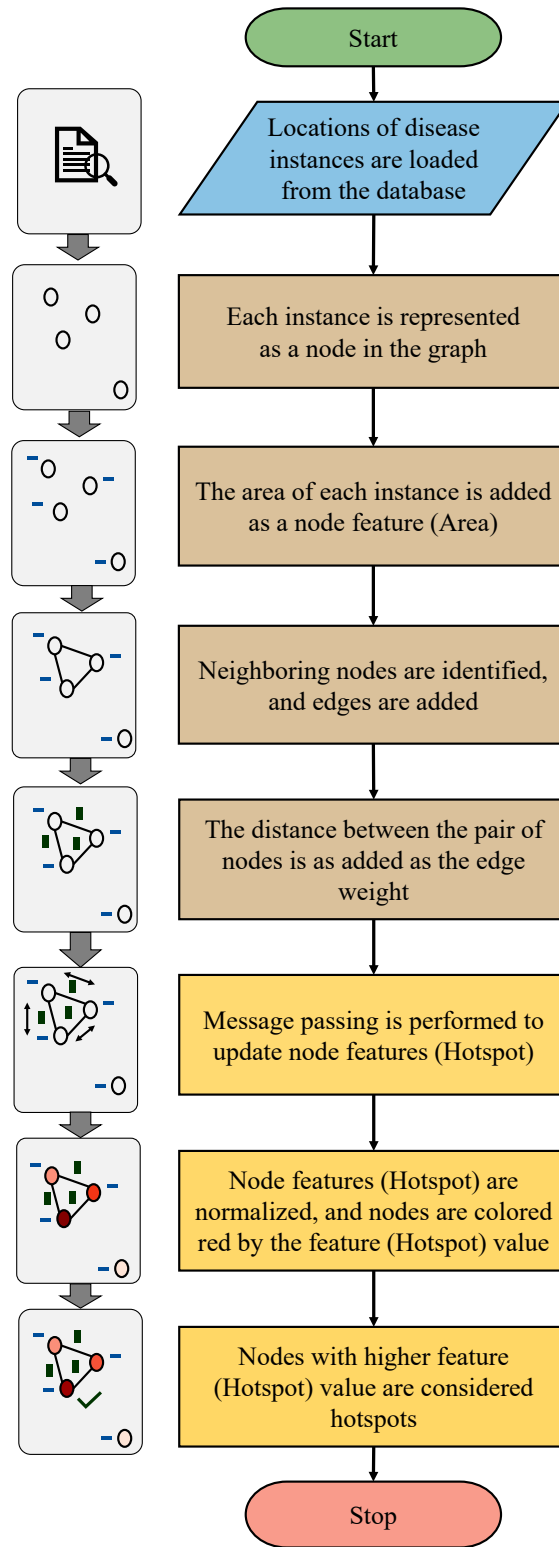 Start
Locations of disease
instances are loaded
from the database
Each instance is represented
as a node in the graph
The area of each instance is added
as a node feature (Area)
Neighboring nodes are identified,
and edges are added
The distance between the pair of
nodes is as added as the edge
weight
Message passing is performed to
update node features (Hotspot)
Node features (Hotspot) are
normalized, and nodes are colored
red by the feature (Hotspot) value
Nodes with higher feature
(Hotspot) value are considered
hotspots
Stop